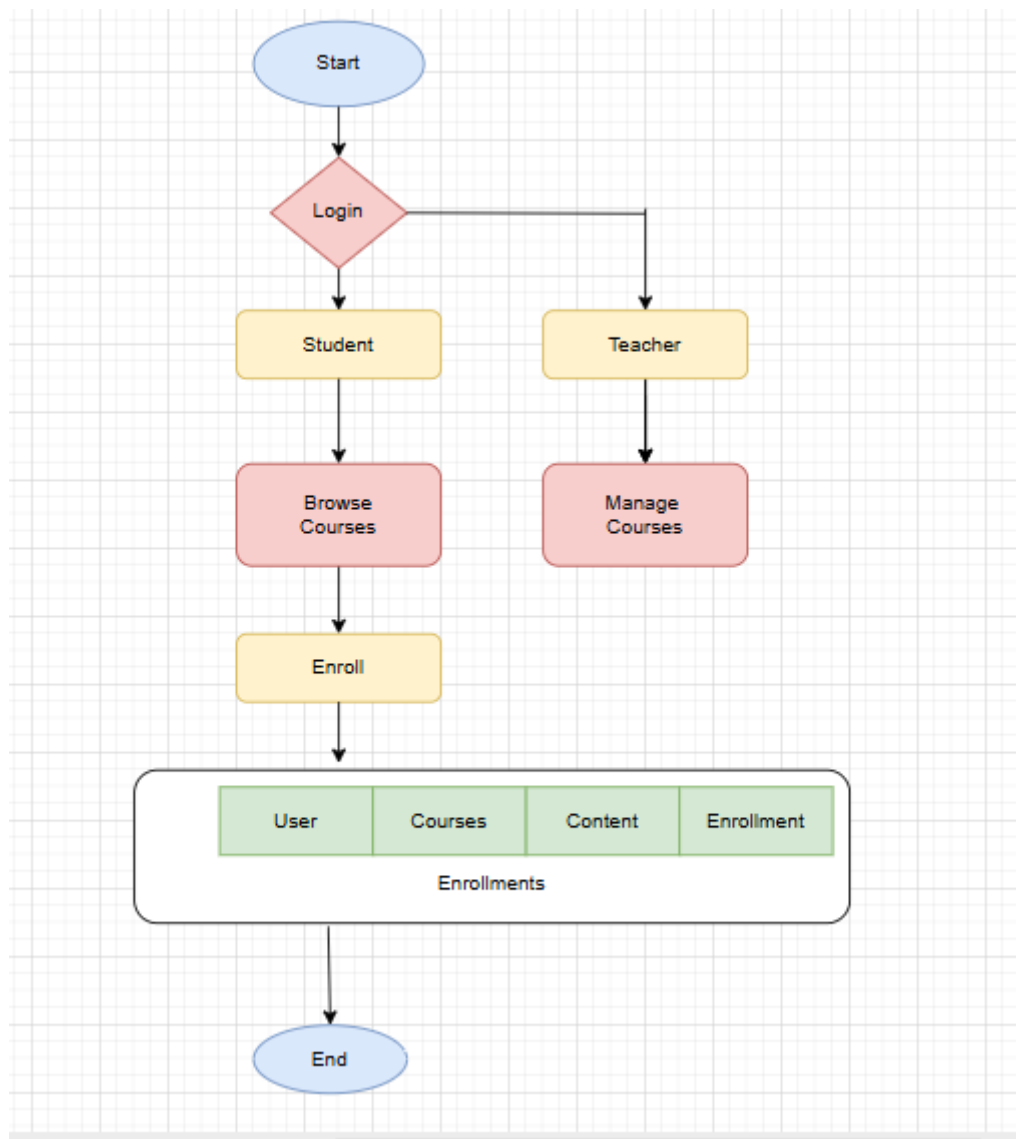 Start
Login
Student
Teacher
Browse
Courses
Manage
Courses
Enroll
User
Courses
Content
Enrollment
Enrollments
End